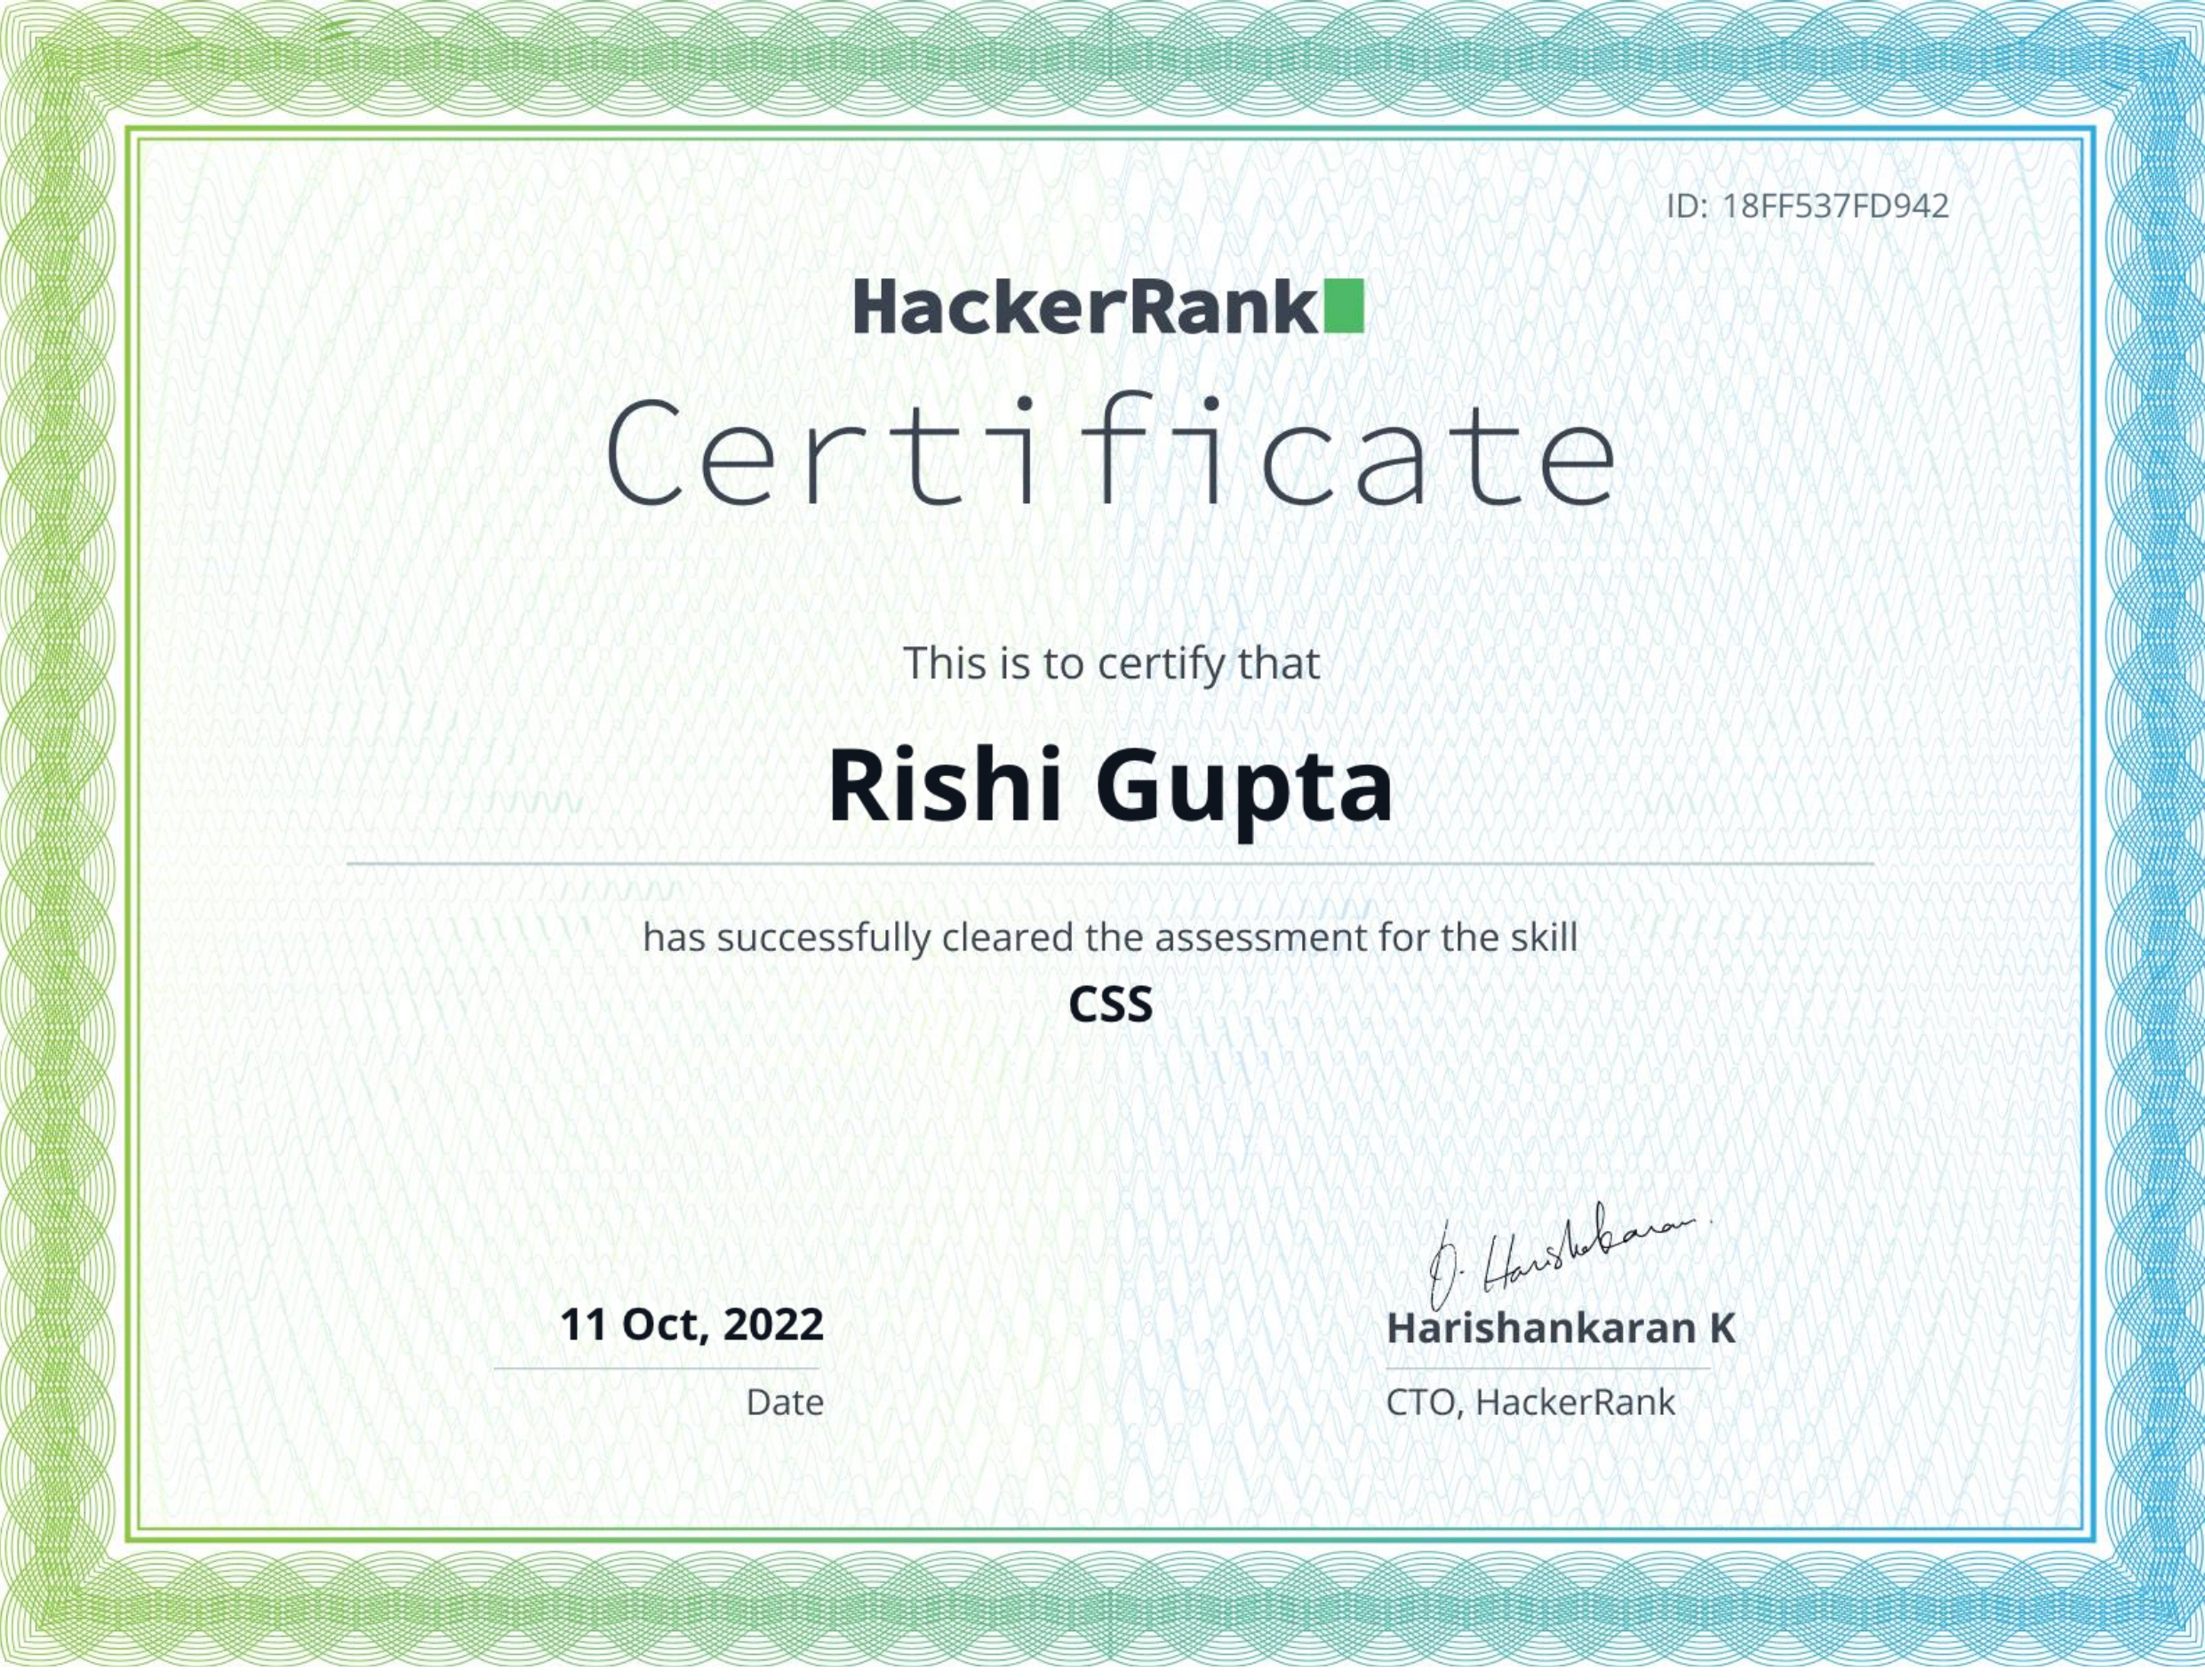 ID: 18FF537FD942
HackerRank
Certificate
This is to certify that
Rishi Gupta
has successfully cleared the assessment for the skill
CSS
D. Harishankaran
11 Oct, 2022
Date
Harishankaran K
CTO, HackerRank